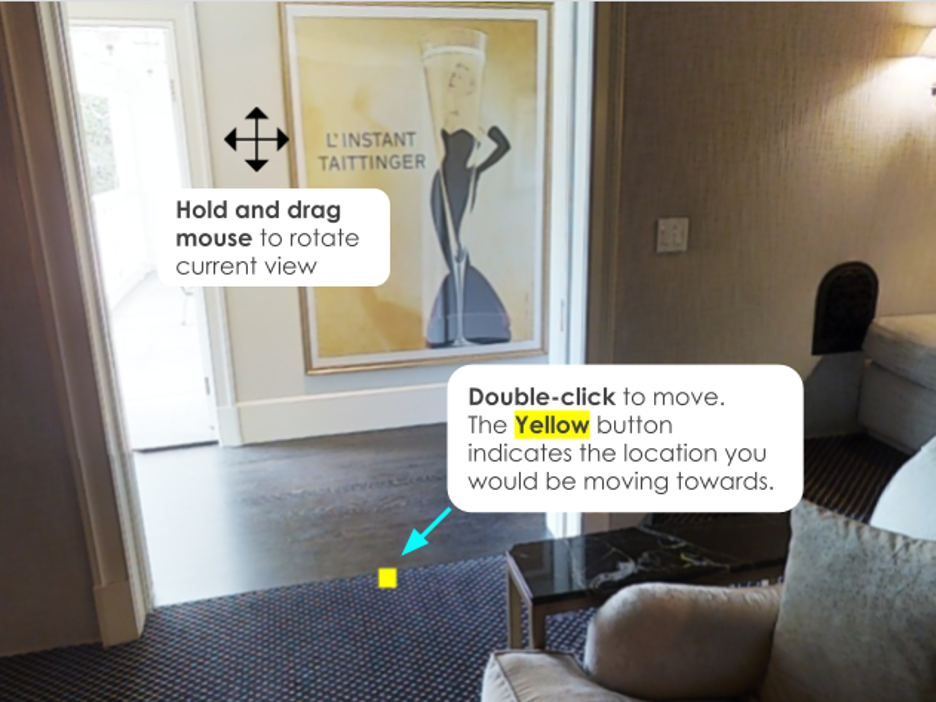 L'INSTANT
TAITTINGER
Hold and drag
mouse to rotate
current view
Double-click to move.
The Yellow button
indicates the location you
would be moving towards.